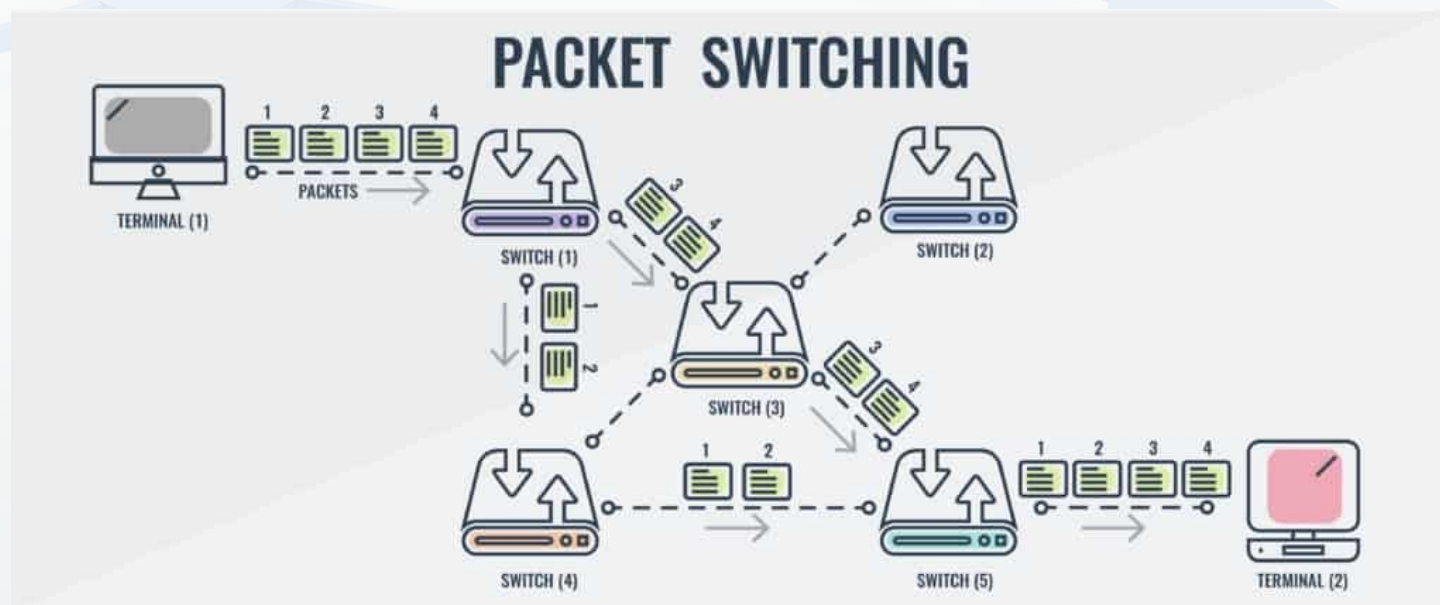 PACKET SWITCHING
1 2 3 4
PACKETS
TERMINAL (1)
SWITCH (1)
3
4
SWITCH (2)
1
2
SWITCH (3)
3
4
1 2
SWITCH (4)
SWITCH (5)
1 2 3 4
TERMINAL (2)